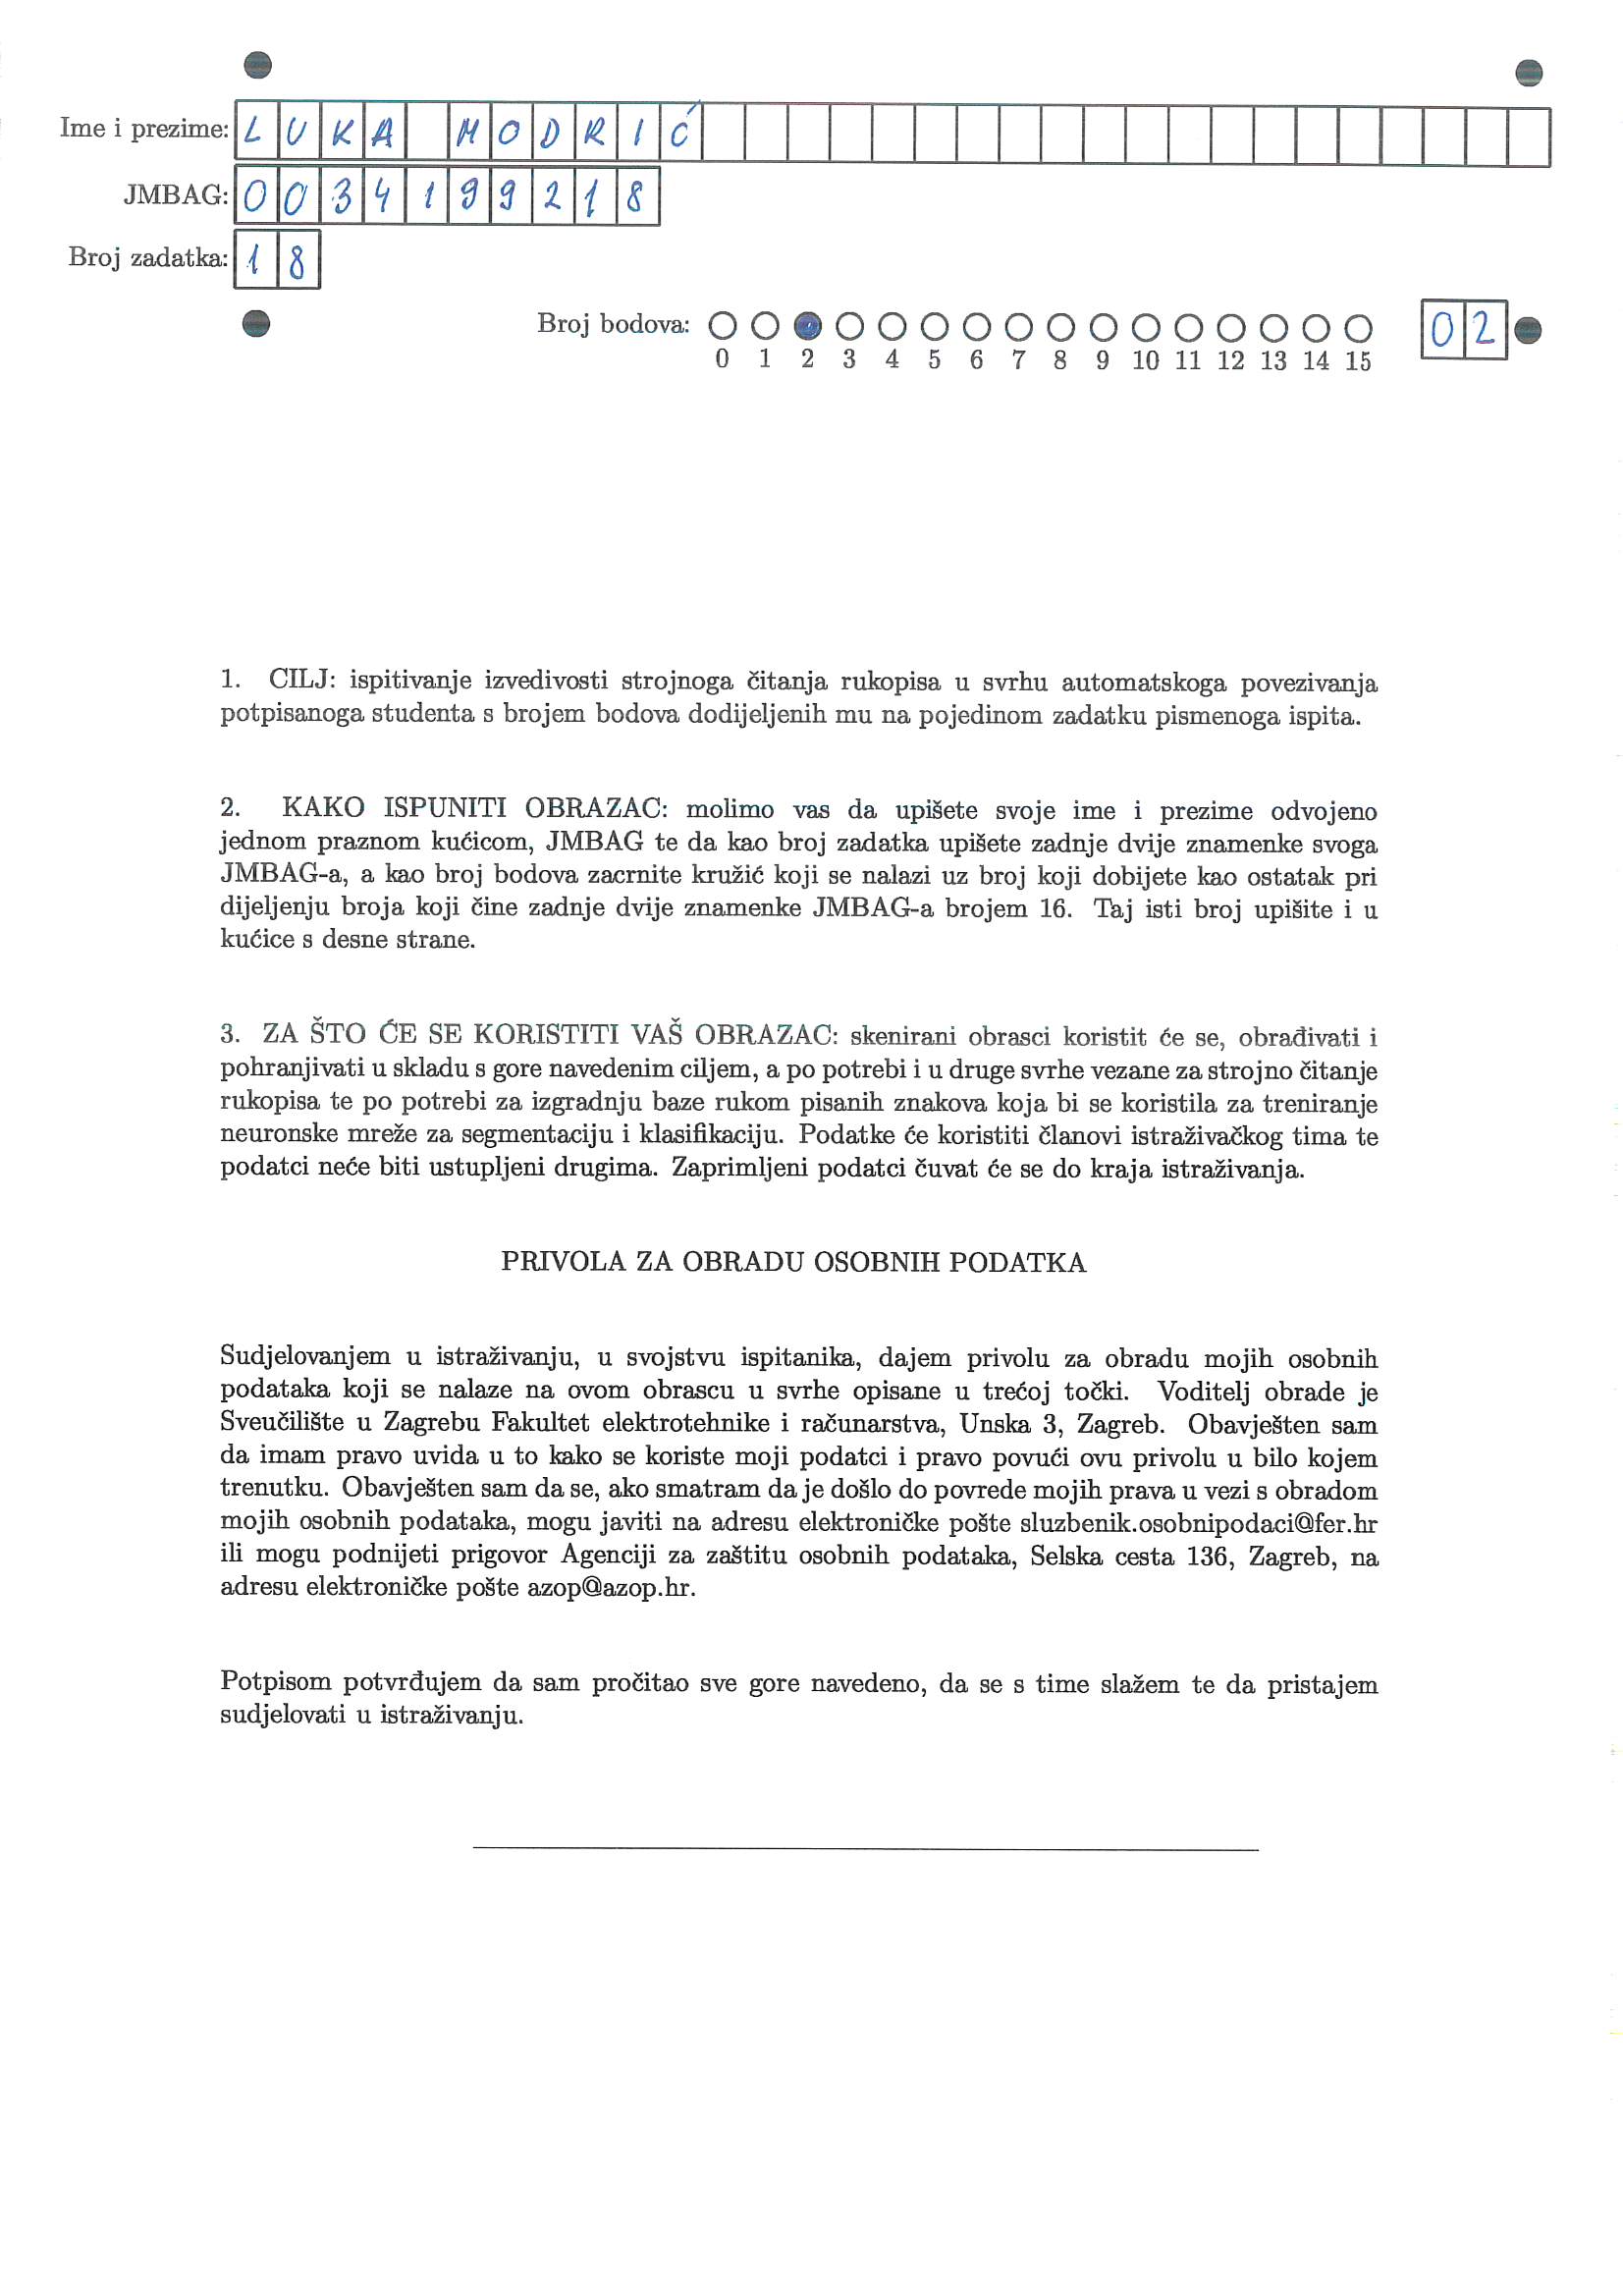 Ime i prezime: LUKA MODRIĆ
JMBAG: 0034199218
Broj zadatka: 18
Broj bodova: 02
0 1 2 3 4 5 6 7 8 9 10 11 12 13 14 15
1. CILJ: ispitivanje izvedivosti strojnoga čitanja rukopisa u svrhu automatskoga povezivanja
potpisanoga studenta s brojem bodova dodijeljenih mu na pojedinom zadatku pismenoga ispita.
2. KAKO ISPUNITI OBRAZAC: molimo vas da upišete svoje ime i prezime odvojeno
jednom praznom kućicom, JMBAG te da kao broj zadatka upišete zadnje dvije znamenke svoga
JMBAG-a, a kao broj bodova zacrnite kružić koji se nalazi uz broj koji dobijete kao ostatak pri
dijeljenju broja koji čine zadnje dvije znamenke JMBAG-a brojem 16. Taj isti broj upišite i u
kućice s desne strane.
3. ZA ŠTO ĆE SE KORISTITI VAŠ OBRAZAC: skenirani obrasci koristit će se, obrađivati i
pohranjivati u skladu s gore navedenim ciljem, a po potrebi i u druge svrhe vezane za strojno čitanje
rukopisa te po potrebi za izgradnju baze rukom pisanih znakova koja bi se koristila za treniranje
neuronske mreže za segmentaciju i klasifikaciju. Podatke će koristiti članovi istraživačkog tima te
podatci neće biti ustupljeni drugima. Zaprimljeni podatci čuvat će se do kraja istraživanja.
PRIVOLA ZA OBRADU OSOBNIH PODATKA
Sudjelovanjem u istraživanju, u svojstvu ispitanika, dajem privolu za obradu mojih osobnih
podataka koji se nalaze na ovom obrascu u svrhe opisane u trećoj točki. Voditelj obrade je
Sveučilište u Zagrebu Fakultet elektrotehnike i računarstva, Unska 3, Zagreb. Obavješten sam
da imam pravo uvida u to kako se koriste moji podatci i pravo povući ovu privolu u bilo kojem
trenutku. Obavješten sam da se, ako smatram da je došlo do povrede mojih prava u vezi s obradom
mojih osobnih podataka, mogu javiti na adresu elektroničke pošte sluzbenik.osobnipodaci@fer.hr
ili mogu podnijeti prigovor Agenciji za zaštitu osobnih podataka, Selska cesta 136, Zagreb, na
adresu elektroničke pošte azop@azop.hr.
Potpisom potvrđujem da sam pročitao sve gore navedeno, da se s time slažem te da pristajem
sudjelovati u istraživanju.